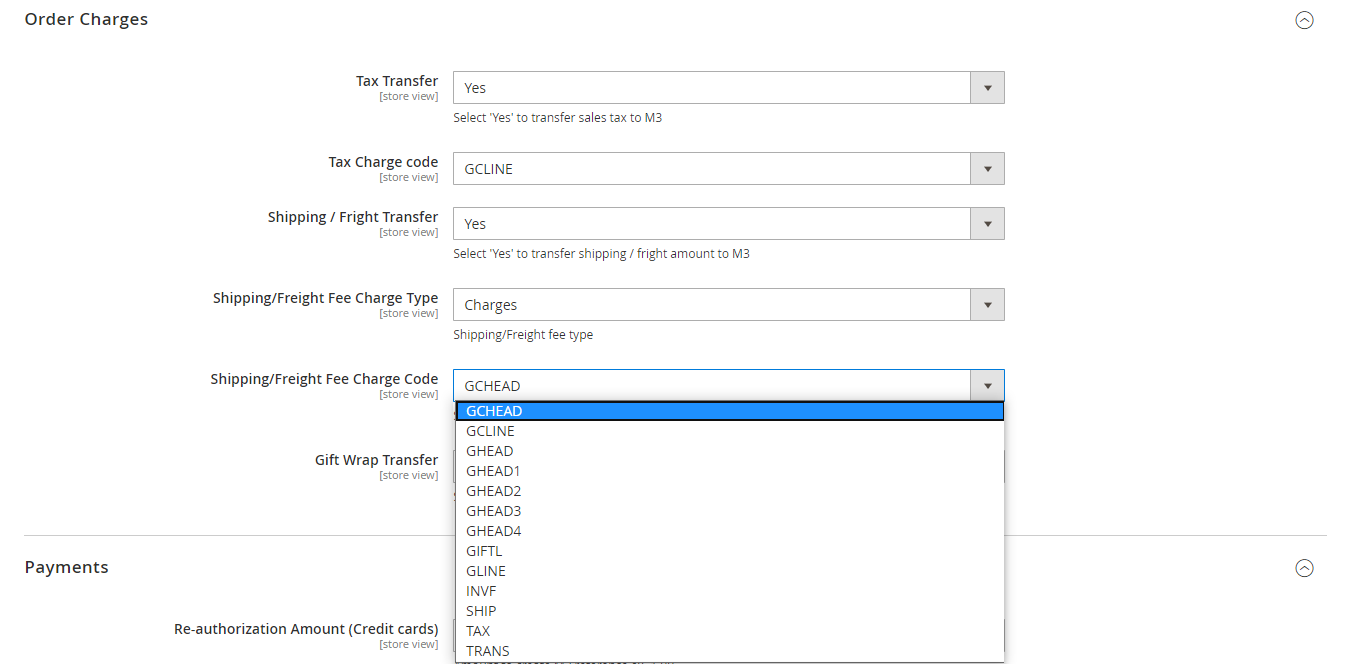 Order Charges
Tax Transfer
[store view]
Yes
Select 'Yes' to transfer sales tax to M3
Tax Charge code
[store view]
GCLINE
Shipping / Fright Transfer
[store view]
Yes
Select 'Yes' to transfer shipping / fright amount to M3
Shipping/Freight Fee Charge Type
[store view]
Charges
Shipping/Freight fee type
Shipping/Freight Fee Charge Code
[store view]
GCHEAD
GCHEAD
GCLINE
GHEAD
GHEAD1
GHEAD2
GHEAD3
GHEAD4
GIFTL
GLINE
INVF
SHIP
TAX
TRANS
Gift Wrap Transfer
[store view]
Payments
Re-authorization Amount (Credit cards)
[store view]